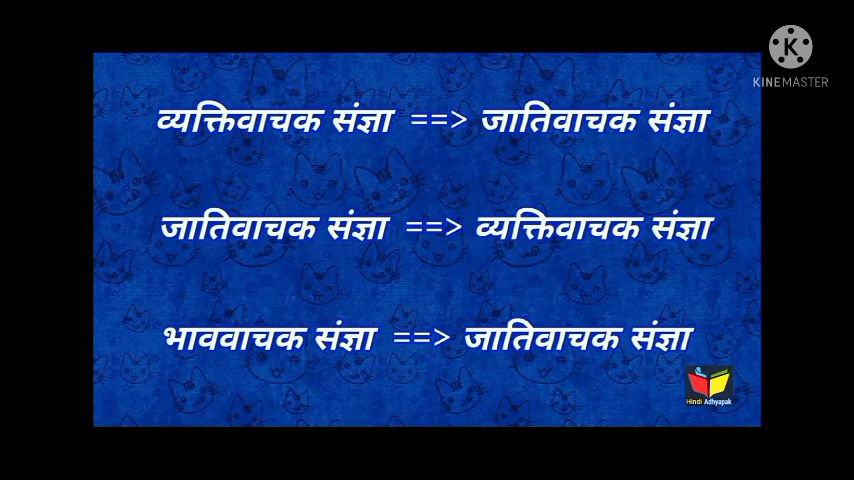 K
KINEMASTER
व्यक्तिवाचक संज्ञा ==> जातिवाचक संज्ञा
जातिवाचक संज्ञा ==> व्यक्तिवाचक संज्ञा
भाववाचक संज्ञा ==> जातिवाचक संज्ञा
Hindi Adhyapak